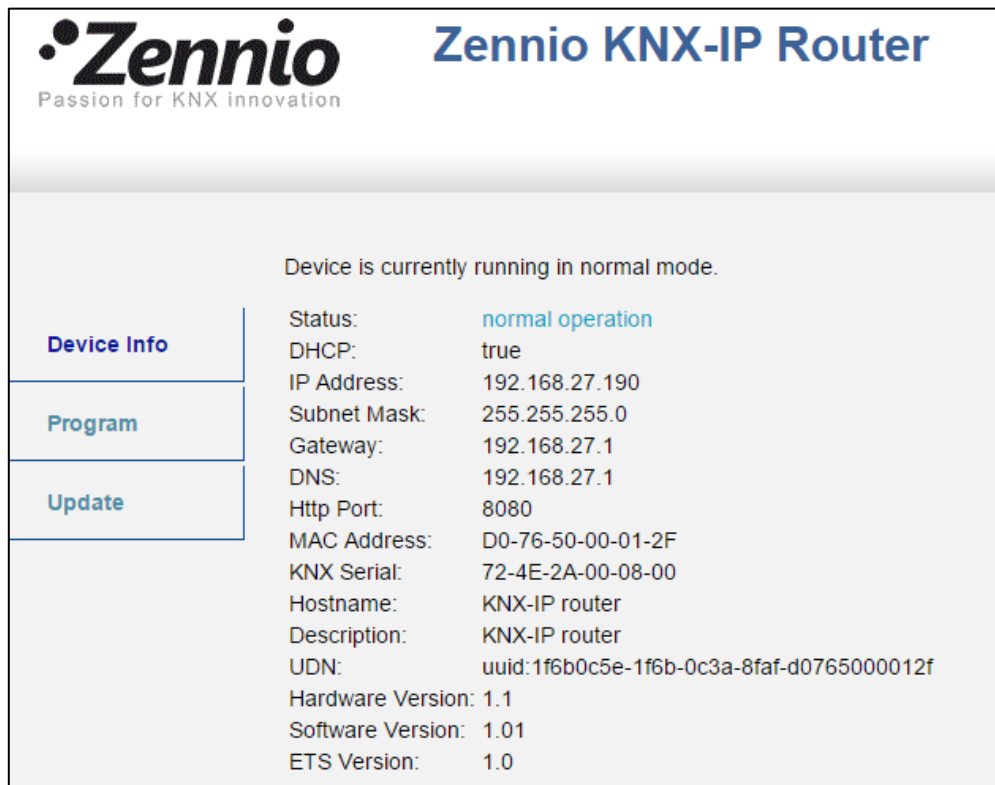 Zennio
Passion for KNX innovation
Zennio KNX-IP Router
Device is currently running in normal mode.
Device Info
Program
Update
Status: normal operation
DHCP: true
IP Address: 192.168.27.190
Subnet Mask: 255.255.255.0
Gateway: 192.168.27.1
DNS: 192.168.27.1
Http Port: 8080
MAC Address: D0-76-50-00-01-2F
KNX Serial: 72-4E-2A-00-08-00
Hostname: KNX-IP router
Description: KNX-IP router
UDN: uuid:1f6b0c5e-1f6b-0c3a-8faf-d0765000012f
Hardware Version: 1.1
Software Version: 1.01
ETS Version: 1.0